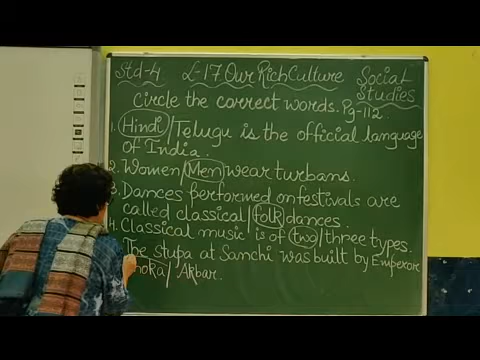 Std-4 L-17 Our Rich Culture Social Studies
Circle the correct words. Pg-112.
1. Hindi/Telugu is the official language
of India.
2. Women/Men/wear turbans.
3. Dances performed on festivals are
called classical/folk dances.
4. Classical music is of two/three types.
The stupa at Sanchi was built by Emperor
/Akbar.